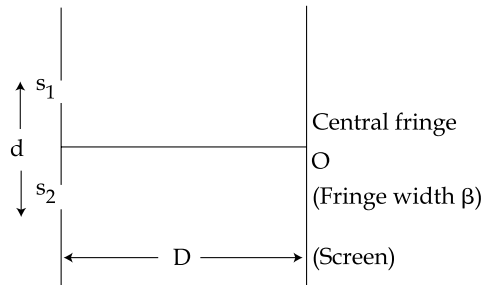 s1
Central fringe
d
O
s2
(Fringe width β)
D
(Screen)